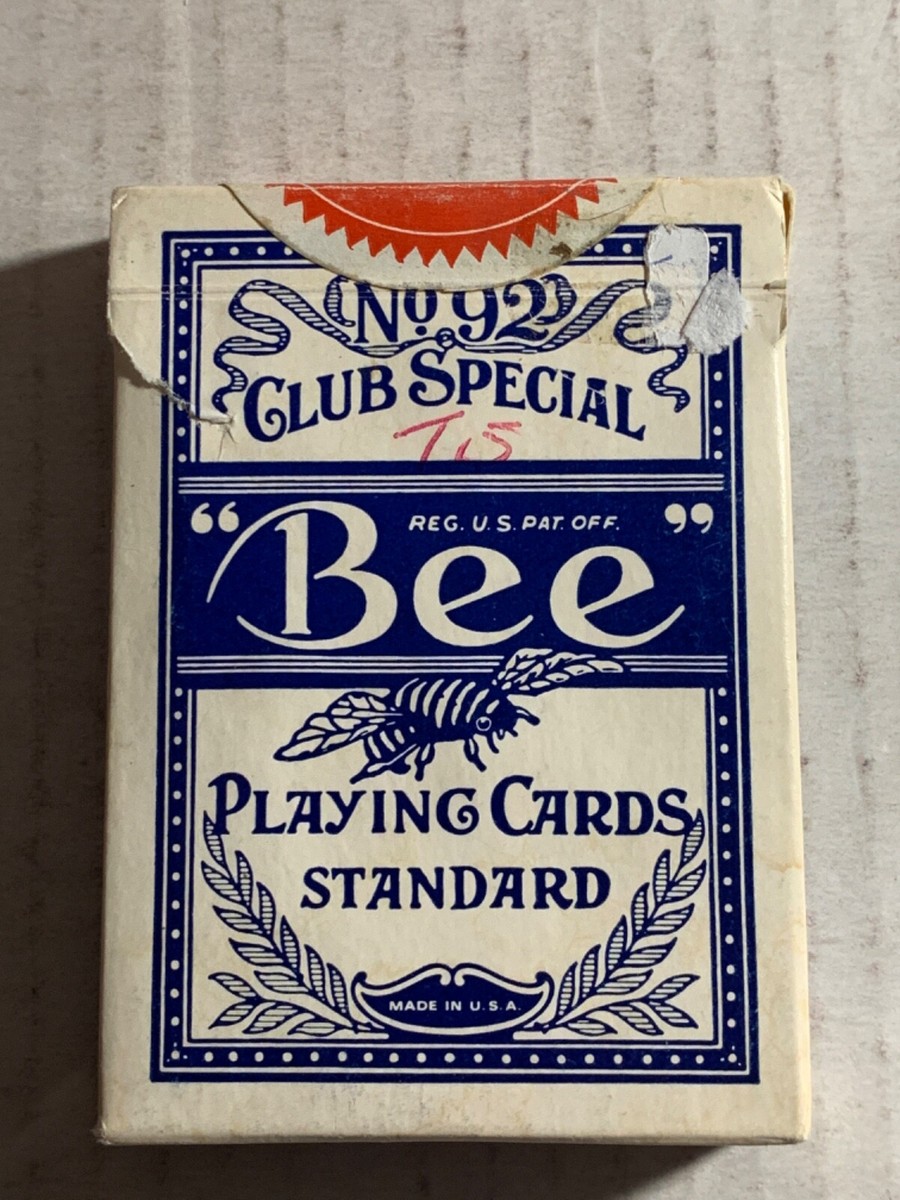 No 92
CLUB SPECIAL
“Bee”
REG. U.S. PAT. OFF.
PLAYING CARDS
STANDARD
MADE IN U.S.A.